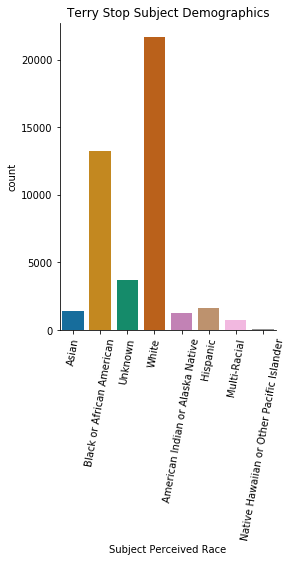 Terry Stop Subject Demographics
20000
15000
10000
5000
0
count
Asian
Black or African American
Unknown
White
American Indian or Alaska Native
Hispanic
Multi-Racial
Native Hawaiian or Other Pacific Islander
Subject Perceived Race